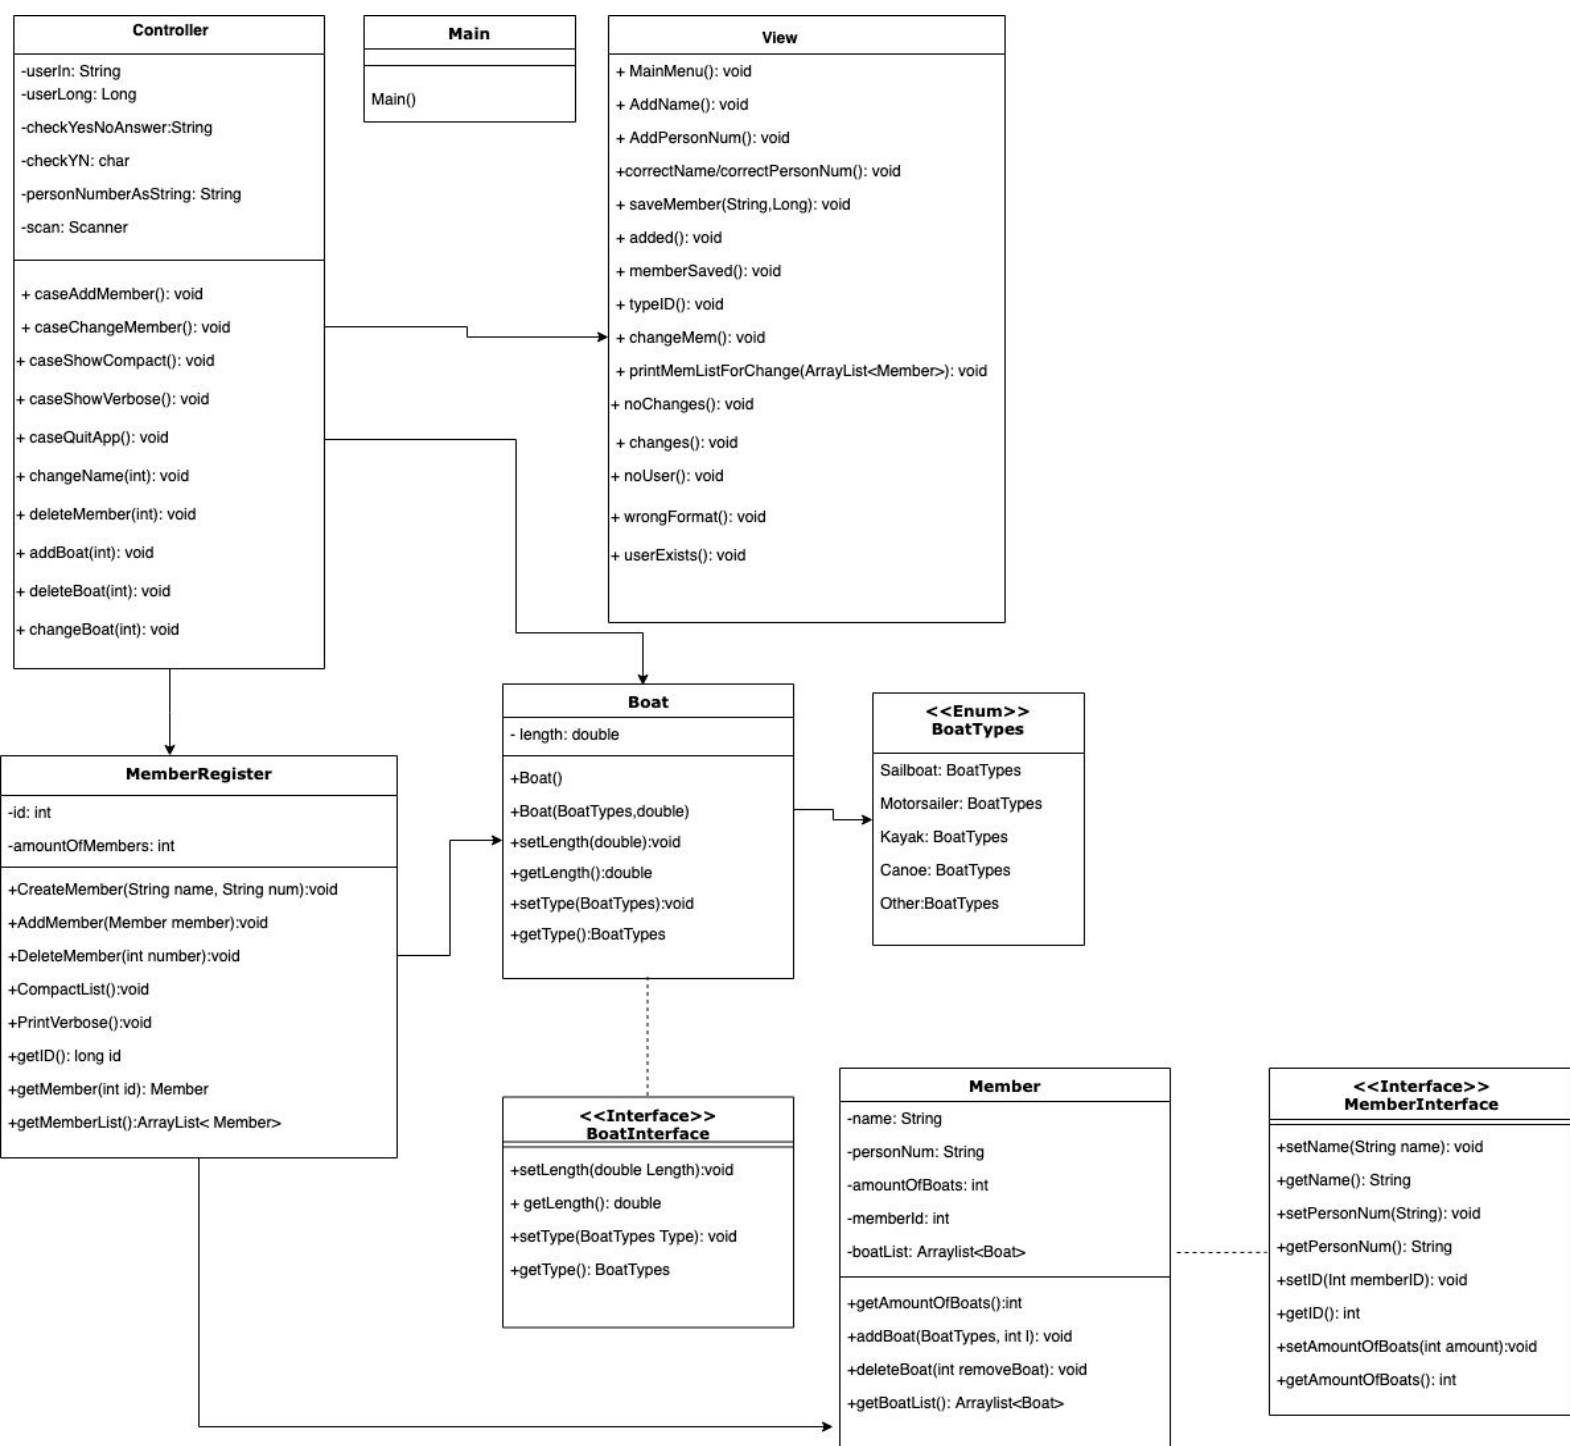 Controller
-userIn: String
-userLong: Long
-checkYesNoAnswer:String
-checkYN: char
-personNumberAsString: String
-scan: Scanner
+ caseAddMember(): void
+ caseChangeMember(): void
+ caseShowCompact(): void
+ caseShowVerbose(): void
+ caseQuitApp(): void
+ changeName(int): void
+ deleteMember(int): void
+ addBoat(int): void
+ deleteBoat(int): void
+ changeBoat(int): void
Main
Main()
View
+ MainMenu(): void
+ AddName(): void
+ AddPersonNum(): void
+correctName/correctPersonNum(): void
+ saveMember(String,Long): void
+ added(): void
+ memberSaved(): void
+ typeID(): void
+ changeMem(): void
+ printMemListForChange(ArrayList<Member>): void
+ noChanges(): void
+ changes(): void
+ noUser(): void
+ wrongFormat(): void
+ userExists(): void
MemberRegister
-id: int
-amountOfMembers: int
+CreateMember(String name, String num):void
+AddMember(Member member):void
+DeleteMember(int number):void
+CompactList():void
+PrintVerbose():void
+getID(): long id
+getMember(int id): Member
+getMemberList():ArrayList< Member>
Boat
- length: double
+Boat()
+Boat(BoatTypes,double)
+setLength(double):void
+getLength():double
+setType(BoatTypes):void
+getType():BoatTypes
<<Enum>>
BoatTypes
Sailboat: BoatTypes
Motorsailer: BoatTypes
Kayak: BoatTypes
Canoe: BoatTypes
Other:BoatTypes
<<Interface>>
BoatInterface
+setLength(double Length):void
+ getLength(): double
+setType(BoatTypes Type): void
+getType(): BoatTypes
Member
-name: String
-personNum: String
-amountOfBoats: int
-memberId: int
-boatList: Arraylist<Boat>
+getAmountOfBoats():int
+addBoat(BoatTypes, int l): void
+deleteBoat(int removeBoat): void
+getBoatList(): Arraylist<Boat>
<<Interface>>
MemberInterface
+setName(String name): void
+getName(): String
+setPersonNum(String): void
+getPersonNum(): String
+setID(Int memberID): void
+getID(): int
+setAmountOfBoats(int amount):void
+getAmountOfBoats(): int